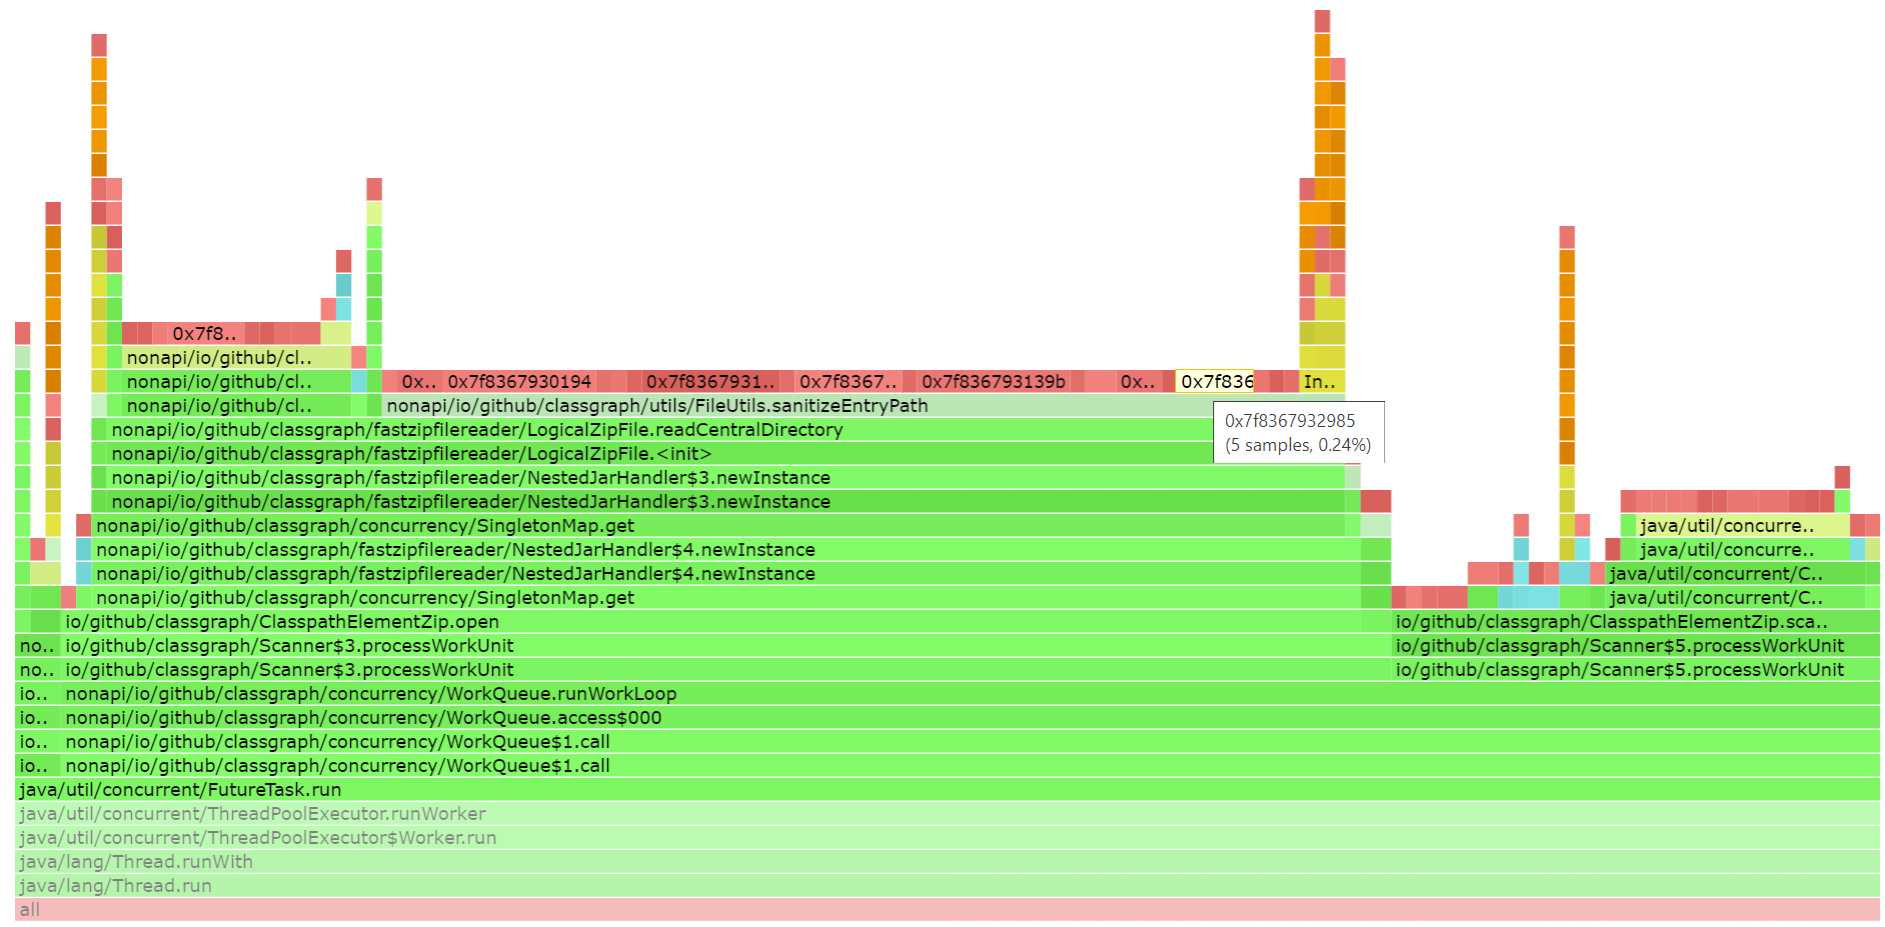 0x7f8..
nonapi/io/github/cl..
nonapi/io/github/cl.. 0x.. 0x7f8367930194 0x7f8367931.. 0x7f8367.. 0x7f836793139b 0x.. 0x7f836 In..
nonapi/io/github/cl.. nonapi/io/github/classgraph/utils/FileUtils.sanitizeEntryPath
0x7f8367932985
(5 samples, 0.24%)
nonapi/io/github/classgraph/fastzipfilereader/LogicalZipFile.readCentralDirectory
nonapi/io/github/classgraph/fastzipfilereader/LogicalZipFile.<init>
nonapi/io/github/classgraph/fastzipfilereader/NestedJarHandler$3.newInstance
nonapi/io/github/classgraph/fastzipfilereader/NestedJarHandler$3.newInstance
nonapi/io/github/classgraph/concurrency/SingletonMap.get java/util/concurre..
nonapi/io/github/classgraph/fastzipfilereader/NestedJarHandler$4.newInstance java/util/concurre..
nonapi/io/github/classgraph/fastzipfilereader/NestedJarHandler$4.newInstance java/util/concurrent/C..
nonapi/io/github/classgraph/concurrency/SingletonMap.get java/util/concurrent/C..
io/github/classgraph/ClasspathElementZip.open io/github/classgraph/ClasspathElementZip.sca..
no.. io/github/classgraph/Scanner$3.processWorkUnit io/github/classgraph/Scanner$5.processWorkUnit
no.. io/github/classgraph/Scanner$3.processWorkUnit io/github/classgraph/Scanner$5.processWorkUnit
io.. nonapi/io/github/classgraph/concurrency/WorkQueue.runWorkLoop
io.. nonapi/io/github/classgraph/concurrency/WorkQueue.access$000
io.. nonapi/io/github/classgraph/concurrency/WorkQueue$1.call
io.. nonapi/io/github/classgraph/concurrency/WorkQueue$1.call
java/util/concurrent/FutureTask.run
java/util/concurrent/ThreadPoolExecutor.runWorker
java/util/concurrent/ThreadPoolExecutor$Worker.run
java/lang/Thread.runWith
java/lang/Thread.run
all